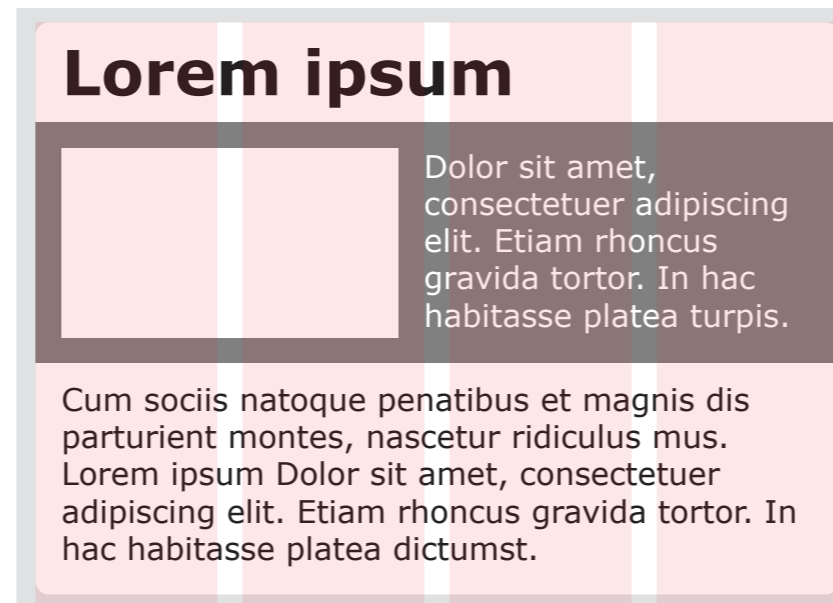 Lorem ipsum
Dolor sit amet,
consectetuer adipiscing
elit. Etiam rhoncus
gravida tortor. In hac
habitasse platea turpis.
Cum sociis natoque penatibus et magnis dis
parturient montes, nascetur ridiculus mus.
Lorem ipsum Dolor sit amet, consectetuer
adipiscing elit. Etiam rhoncus gravida tortor. In
hac habitasse platea dictumst.